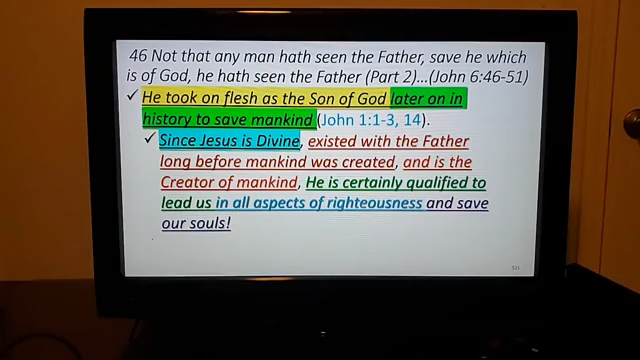 46 Not that any man hath seen the Father, save he which
is of God, he hath seen the Father (Part 2)...(John 6:46-51)
✓ He took on flesh as the Son of God later on in
history to save mankind (John 1:1-3, 14).
✓ Since Jesus is Divine, existed with the Father
long before mankind was created, and is the
Creator of mankind, He is certainly qualified to
lead us in all aspects of righteousness and save
our souls!